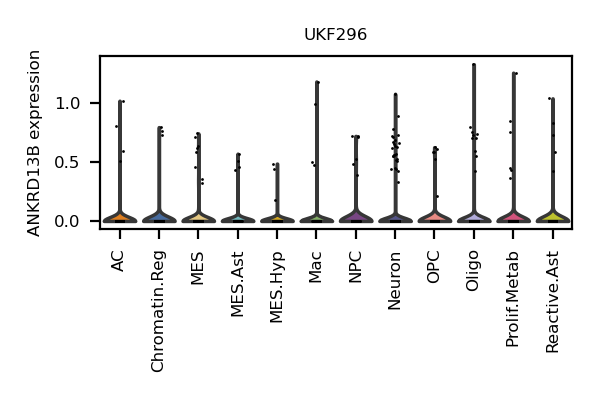 UKF296
ANKRD13B expression
1.0
0.5
0.0
AC
Chromatin.Reg
MES
MES.Ast
MES.Hyp
Mac
NPC
Neuron
OPC
Oligo
Prolif.Metab
Reactive.Ast